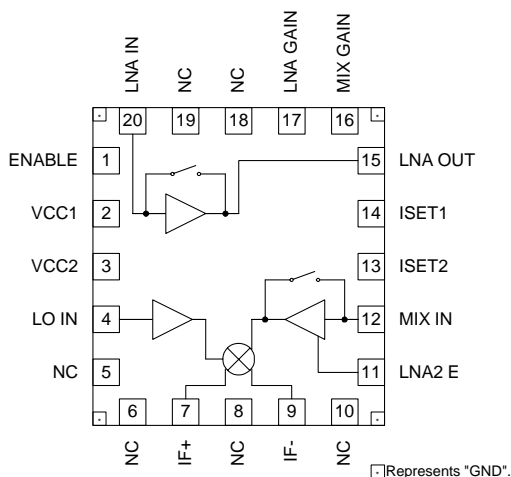 LNA IN
NC
NC
LNA GAIN
MIX GAIN
20
19
18
17
16
ENABLE
1
15
LNA OUT
VCC1
2
14
ISET1
VCC2
3
13
ISET2
LO IN
4
12
MIX IN
NC
5
11
LNA2 E
6
7
8
9
10
NC
IF+
NC
IF-
NC
Represents "GND".